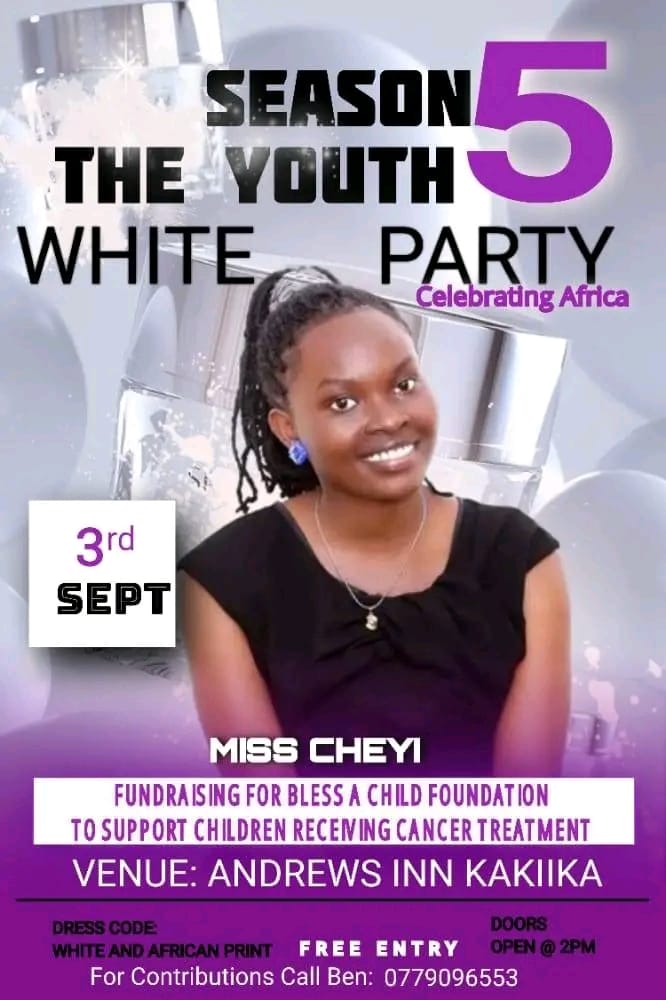 SEASON 5
THE YOUTH
WHITE PARTY
Celebrating Africa
3rd
SEPT
MISS CHEYI
FUNDRAISING FOR BLESS A CHILD FOUNDATION
TO SUPPORT CHILDREN RECEIVING CANCER TREATMENT
VENUE: ANDREWS INN KAKIIKA
DRESS CODE:
WHITE AND AFRICAN PRINT
FREE ENTRY
DOORS
OPEN @ 2PM
For Contributions Call Ben: 0779096553